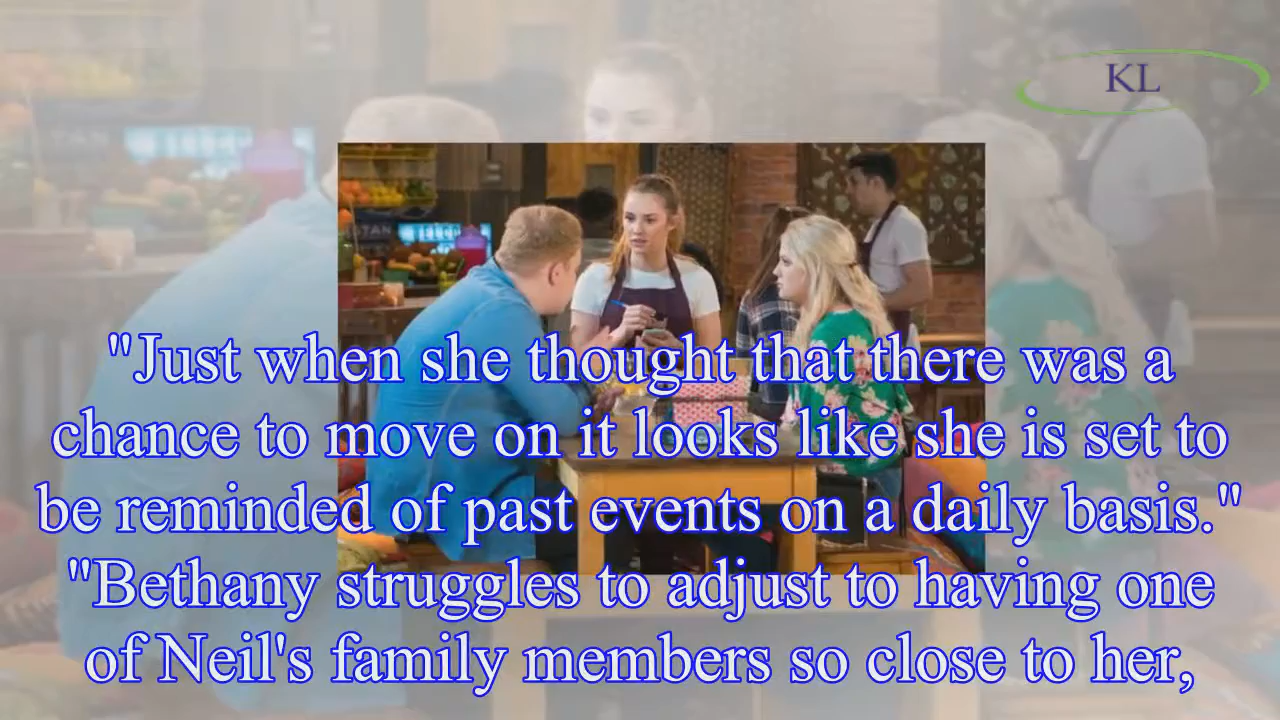 KL
TAN
WELCO
"Just when she thought that there was a
chance to move on it looks like she is set to
be reminded of past events on a daily basis."
"Bethany struggles to adjust to having one
of Neil's family members so close to her,